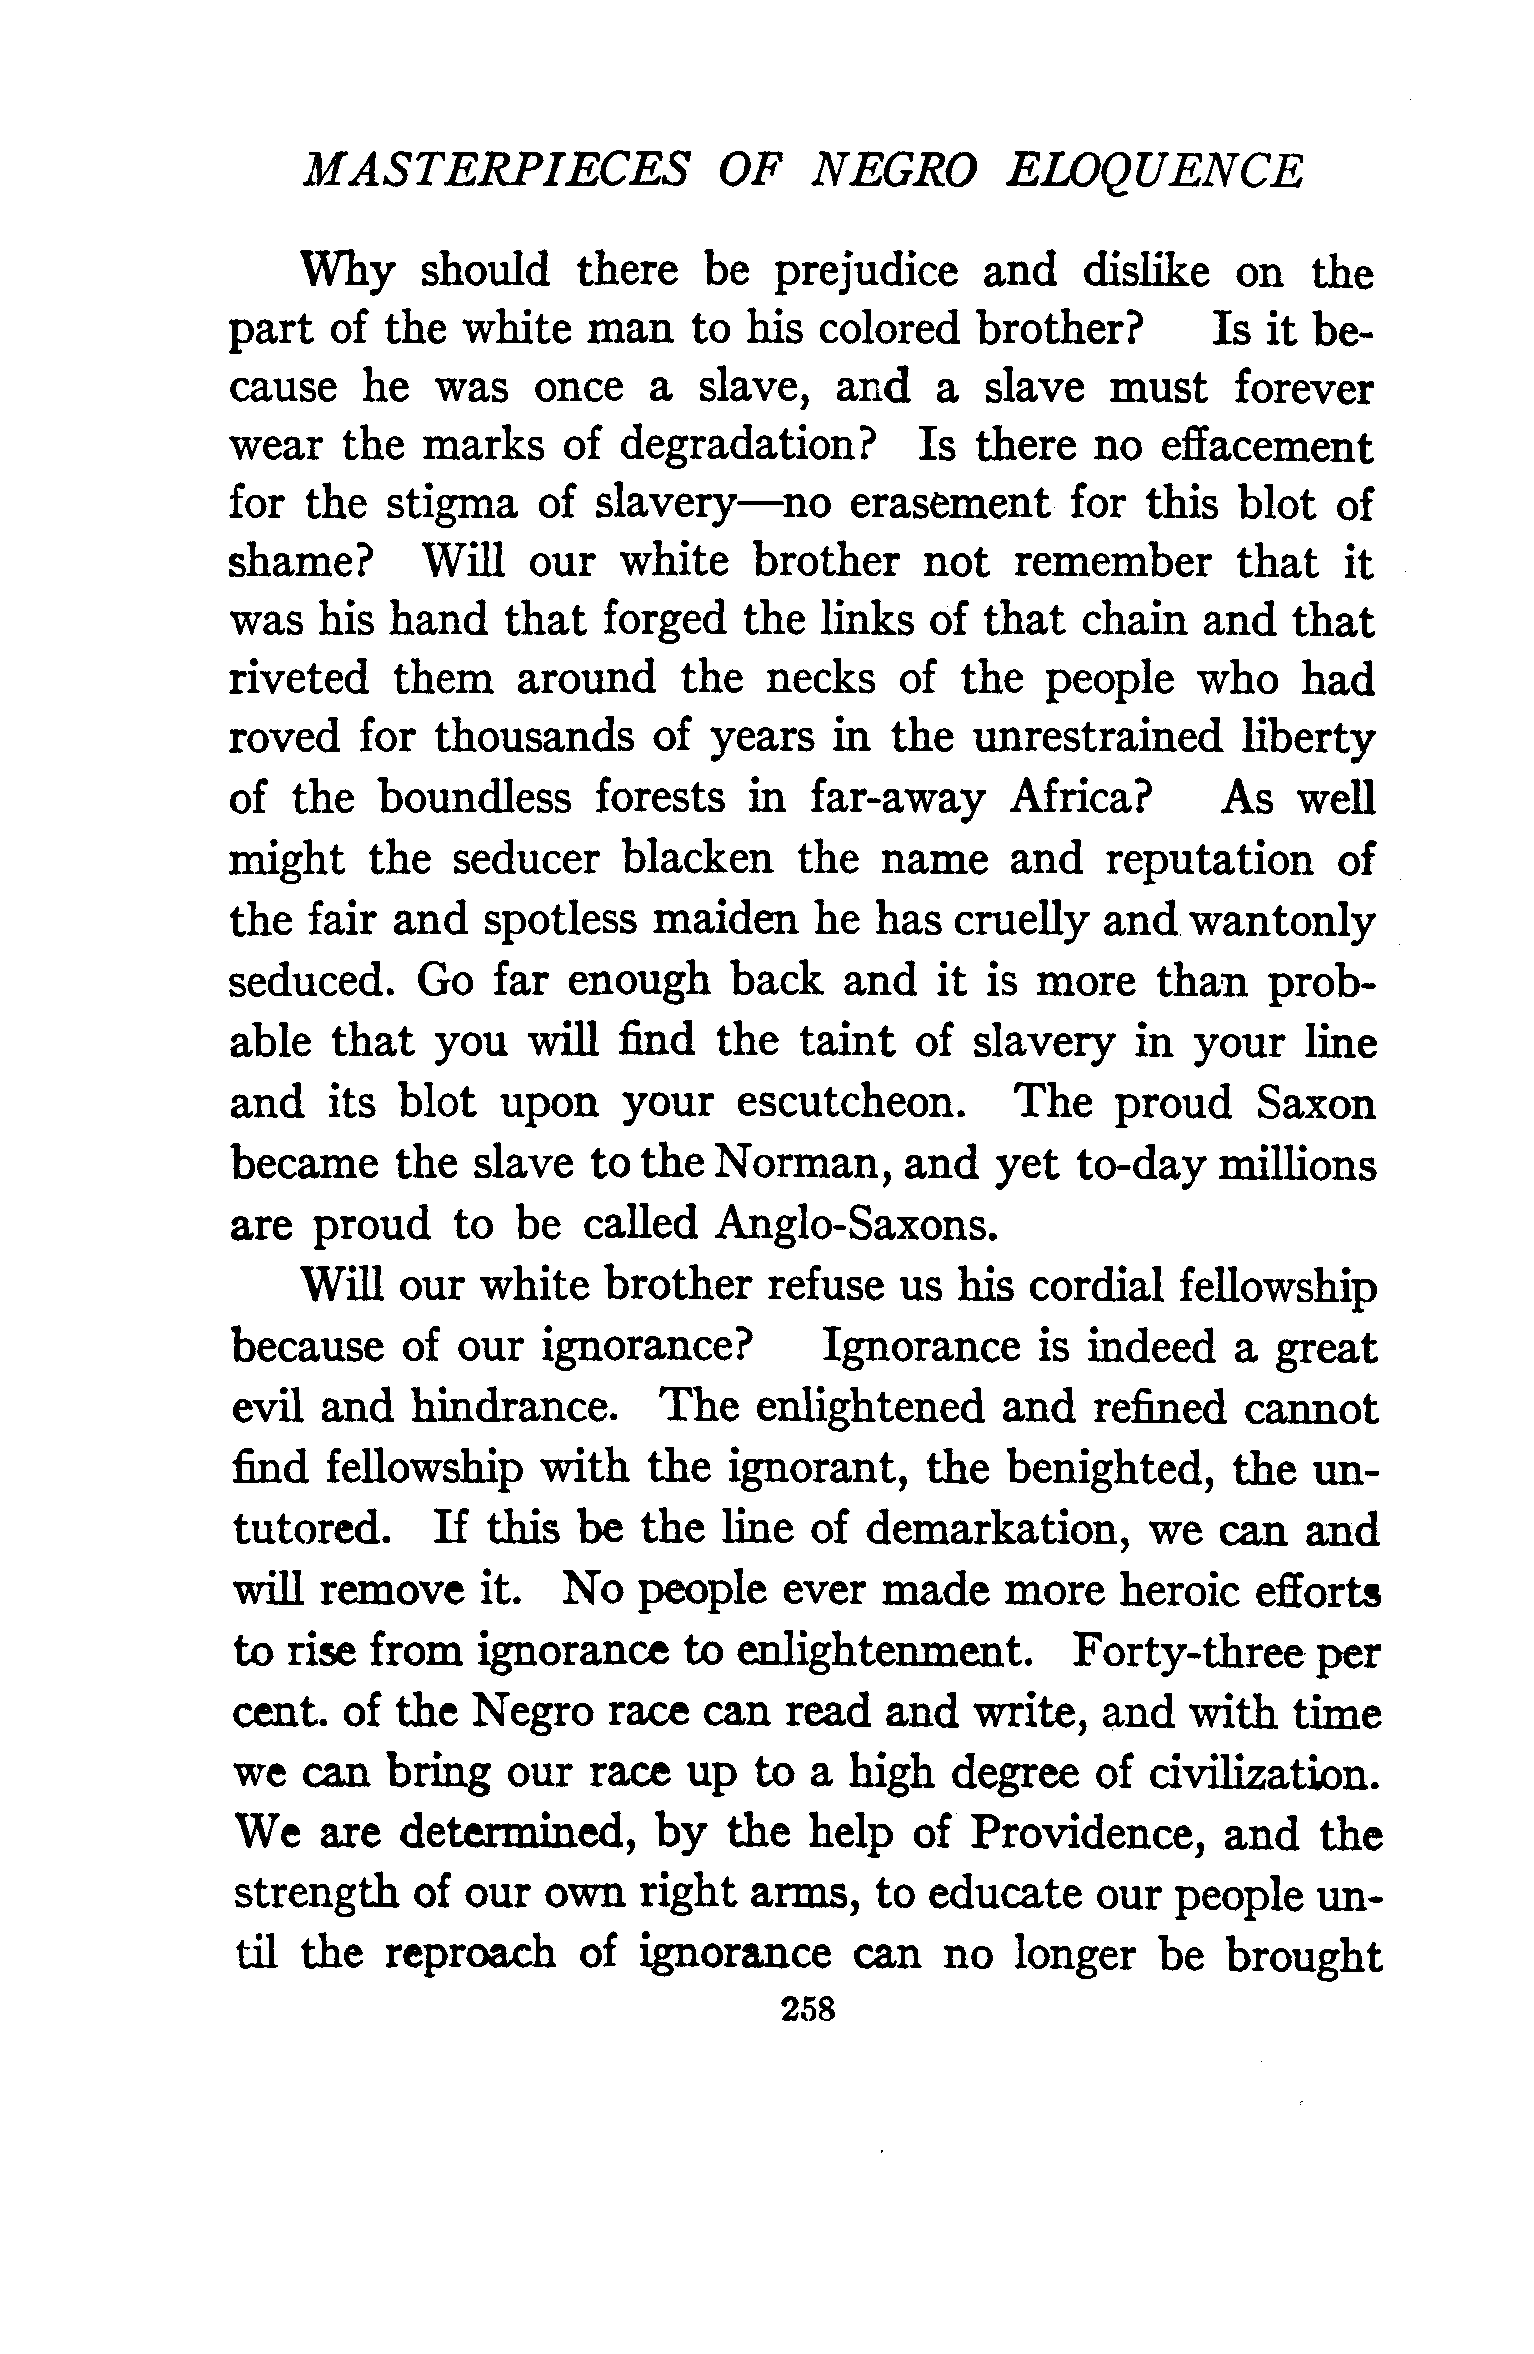 MASTERPIECES OF NEGRO ELOQUENCE
Why should there be prejudice and dislike on the
part of the white man to his colored brother? Is it be-
cause he was once a slave, and a slave must forever
wear the marks of degradation? Is there no effacement
for the stigma of slavery—no erasement for this blot of
shame? Will our white brother not remember that it
was his hand that forged the links of that chain and that
riveted them around the necks of the people who had
roved for thousands of years in the unrestrained liberty
of the boundless forests in far-away Africa? As well
might the seducer blacken the name and reputation of
the fair and spotless maiden he has cruelly and wantonly
seduced. Go far enough back and it is more than prob-
able that you will find the taint of slavery in your line
and its blot upon your escutcheon. The proud Saxon
became the slave to the Norman, and yet to-day millions
are proud to be called Anglo-Saxons.
Will our white brother refuse us his cordial fellowship
because of our ignorance? Ignorance is indeed a great
evil and hindrance. The enlightened and refined cannot
find fellowship with the ignorant, the benighted, the un-
tutored. If this be the line of demarkation, we can and
will remove it. No people ever made more heroic efforts
to rise from ignorance to enlightenment. Forty-three per
cent. of the Negro race can read and write, and with time
we can bring our race up to a high degree of civilization.
We are determined, by the help of Providence, and the
strength of our own right arms, to educate our people un-
til the reproach of ignorance can no longer be brought
258